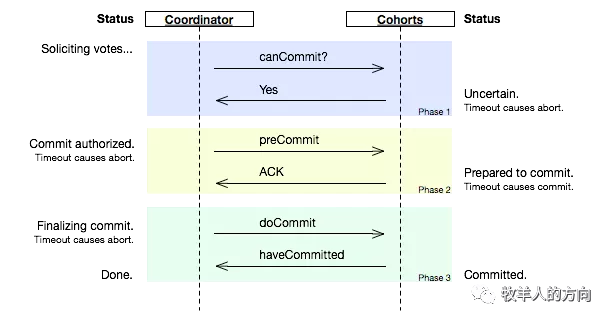 Status
Coordinator
Cohorts
Status
Soliciting votes...
canCommit?
Yes
Uncertain.
Timeout causes abort.
Phase 1
Commit authorized.
Timeout causes abort.
preCommit
ACK
Prepared to commit.
Timeout causes commit.
Phase 2
Finalizing commit.
Timeout causes abort.
doCommit
haveCommitted
Done.
Phase 3
Committed.
牧羊人的方向